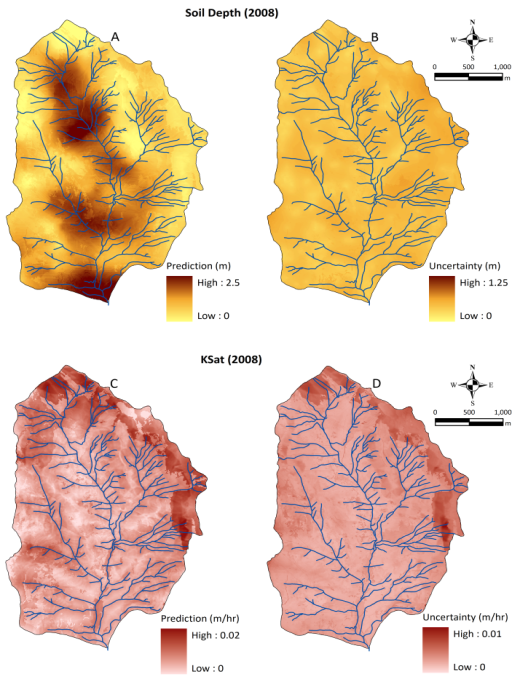 Soil Depth (2008)
A
B
N
W E
S
0 500 1,000
m
Prediction (m)
High : 2.5
Low : 0
Uncertainty (m)
High : 1.25
Low : 0
KSat (2008)
C
D
N
W E
S
0 500 1,000
m
Prediction (m/hr)
High : 0.02
Low : 0
Uncertainty (m/hr)
High : 0.01
Low : 0